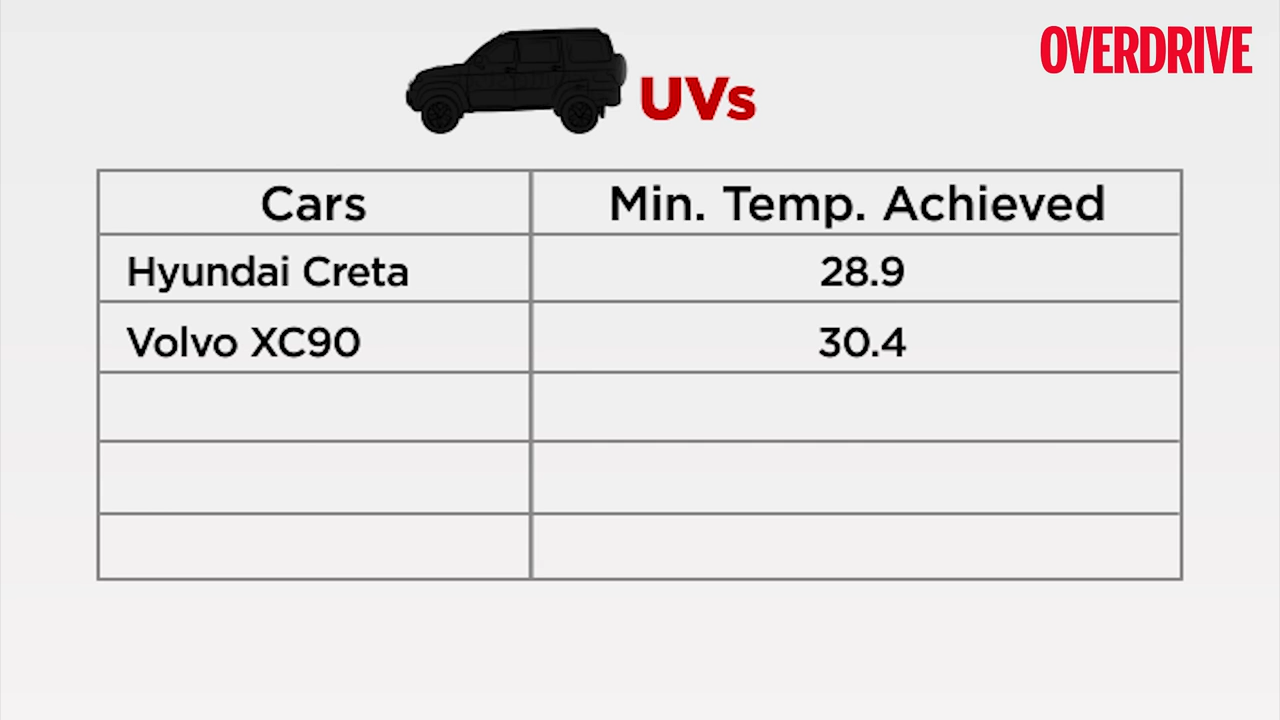 OVERDRIVE
UVs
Cars Min. Temp. Achieved
Hyundai Creta 28.9
Volvo XC90 30.4